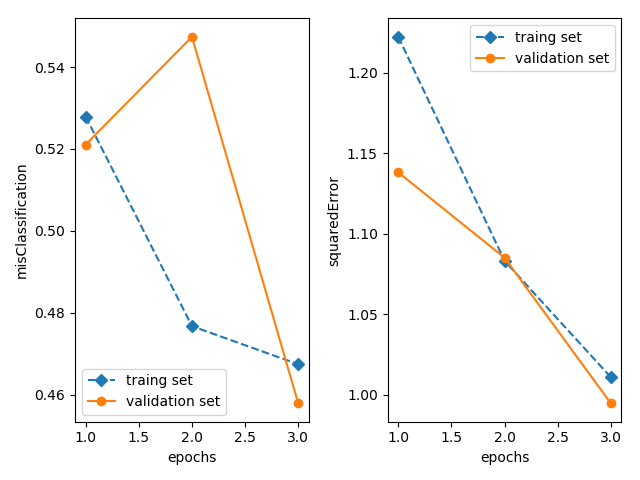 misClassification
0.54
0.52
0.50
0.48
0.46
traing set
validation set
1.0 1.5 2.0 2.5 3.0
epochs
squaredError
1.20
1.15
1.10
1.05
1.00
traing set
validation set
1.0 1.5 2.0 2.5 3.0
epochs